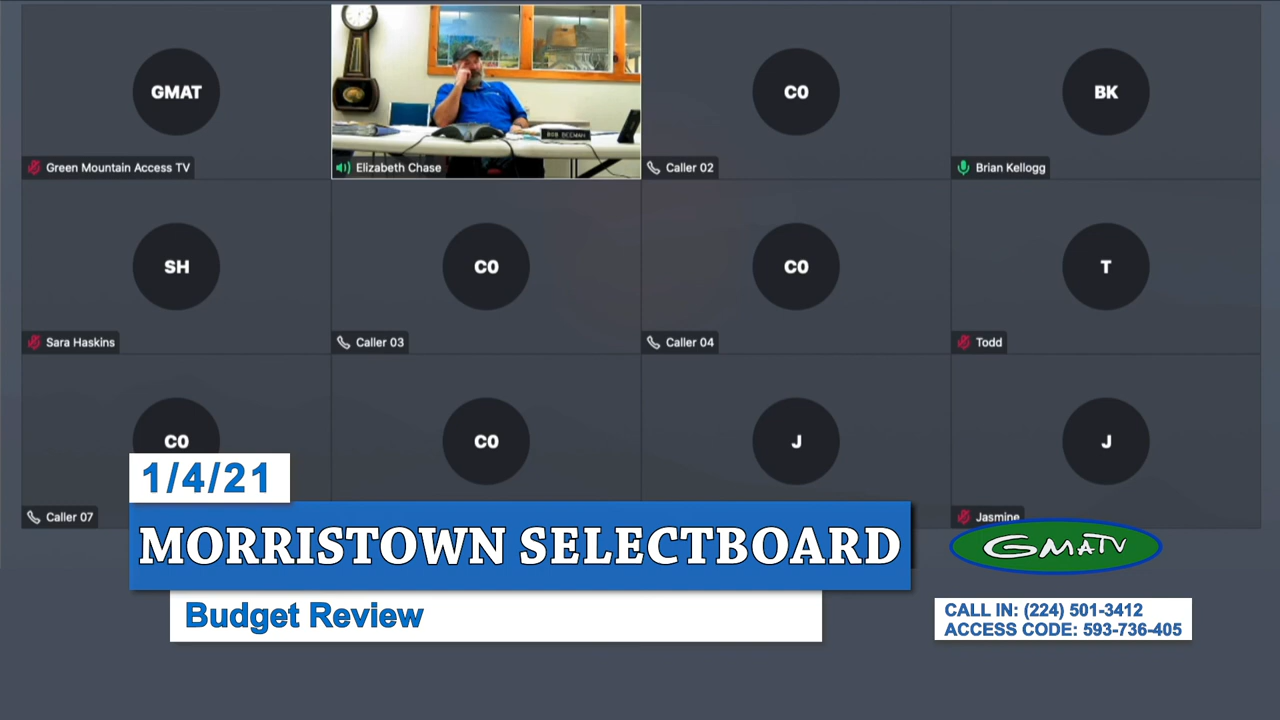 GMAT
C0
BK
Green Mountain Access TV
Elizabeth Chase
Caller 02
Brian Kellogg
SH
C0
C0
T
Sara Haskins
Caller 03
Caller 04
Todd
C0
C0
J
J
Caller 07
Jasmine
1/4/21
MORRISTOWN SELECTBOARD
GMATV
Budget Review
CALL IN: (224) 501-3412
ACCESS CODE: 593-736-405